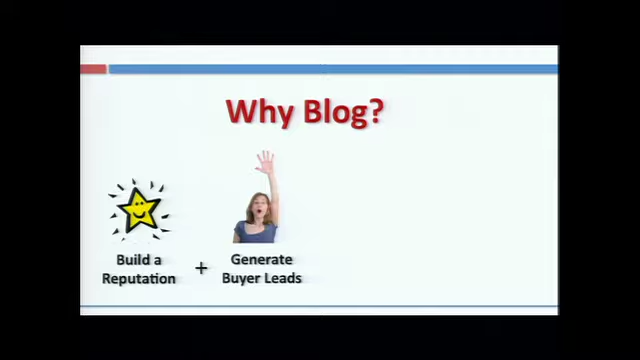 Why Blog?
Build a
Reputation
+
Generate
Buyer Leads